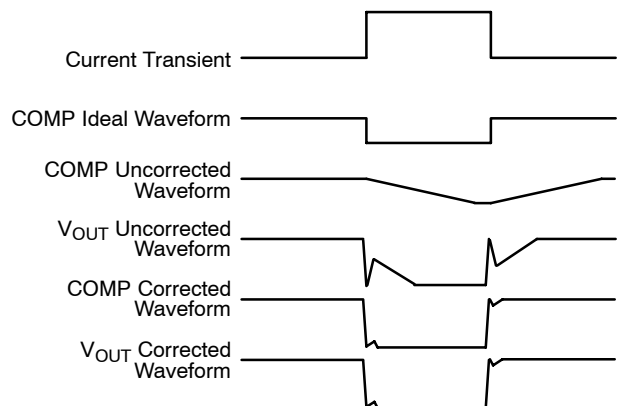 Current Transient
COMP Ideal Waveform
COMP Uncorrected
Waveform
VOUT Uncorrected
Waveform
COMP Corrected
Waveform
VOUT Corrected
Waveform